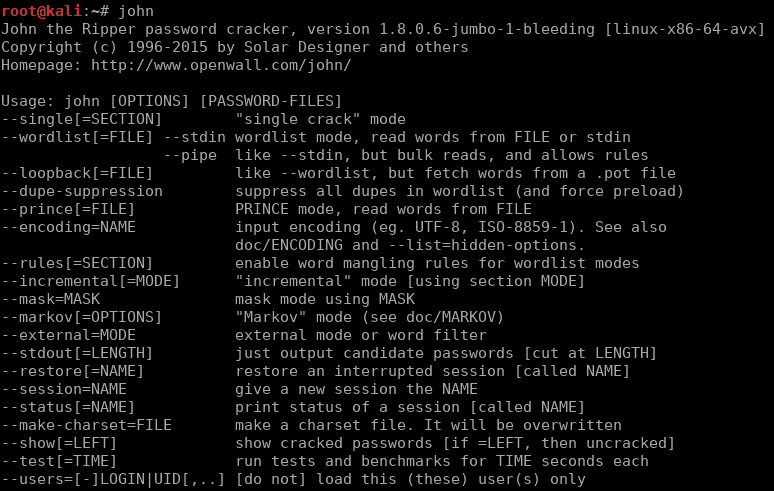 root@kali:~# john
John the Ripper password cracker, version 1.8.0.6-jumbo-1-bleeding [linux-x86-64-avx]
Copyright (c) 1996-2015 by Solar Designer and others
Homepage: http://www.openwall.com/john/

Usage: john [OPTIONS] [PASSWORD-FILES]
--single[=SECTION]        "single crack" mode
--wordlist[=FILE] --stdin wordlist mode, read words from FILE or stdin
                  --pipe  like --stdin, but bulk reads, and allows rules
--loopback[=FILE]         like --wordlist, but fetch words from a .pot file
--dupe-suppression        suppress all dupes in wordlist (and force preload)
--prince[=FILE]           PRINCE mode, read words from FILE
--encoding=NAME           input encoding (eg. UTF-8, ISO-8859-1). See also
                          doc/ENCODING and --list=hidden-options.
--rules[=SECTION]         enable word mangling rules for wordlist modes
--incremental[=MODE]      "incremental" mode [using section MODE]
--mask=MASK               mask mode using MASK
--markov[=OPTIONS]        "Markov" mode (see doc/MARKOV)
--external=MODE           external mode or word filter
--stdout[=LENGTH]         just output candidate passwords [cut at LENGTH]
--restore[=NAME]          restore an interrupted session [called NAME]
--session=NAME            give a new session the NAME
--status[=NAME]           print status of a session [called NAME]
--make-charset=FILE       make a charset file. It will be overwritten
--show[=LEFT]             show cracked passwords [if =LEFT, then uncracked]
--test[=TIME]             run tests and benchmarks for TIME seconds each
--users=[-]LOGIN|UID[,..] [do not] load this (these) user(s) only